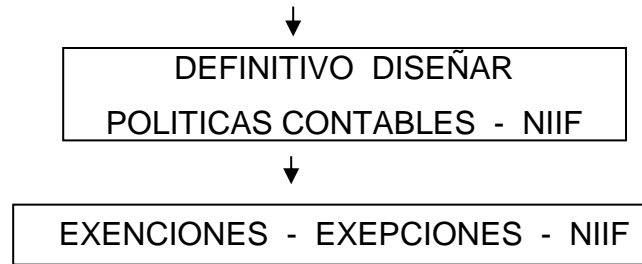 DEFINITIVO DISEÑAR
POLITICAS CONTABLES - NIIF
EXENCIONES - EXEPCIONES - NIIF